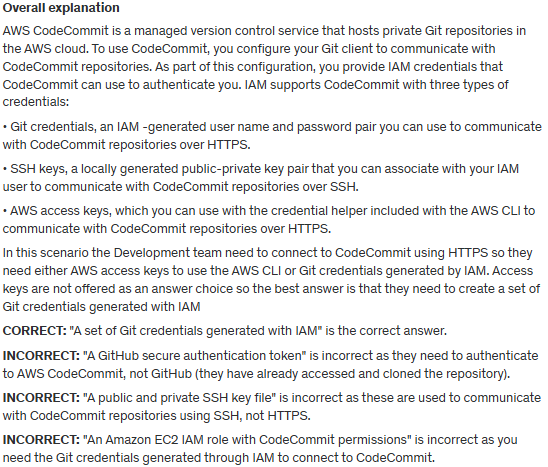 Overall explanation
AWS CodeCommit is a managed version control service that hosts private Git repositories in
the AWS cloud. To use CodeCommit, you configure your Git client to communicate with
CodeCommit repositories. As part of this configuration, you provide IAM credentials that
CodeCommit can use to authenticate you. IAM supports CodeCommit with three types of
credentials:
• Git credentials, an IAM -generated user name and password pair you can use to communicate
with CodeCommit repositories over HTTPS.
• SSH keys, a locally generated public-private key pair that you can associate with your IAM
user to communicate with CodeCommit repositories over SSH.
• AWS access keys, which you can use with the credential helper included with the AWS CLI to
communicate with CodeCommit repositories over HTTPS.
In this scenario the Development team need to connect to CodeCommit using HTTPS so they
need either AWS access keys to use the AWS CLI or Git credentials generated by IAM. Access
keys are not offered as an answer choice so the best answer is that they need to create a set of
Git credentials generated with IAM
CORRECT: "A set of Git credentials generated with IAM" is the correct answer.
INCORRECT: "A GitHub secure authentication token" is incorrect as they need to authenticate
to AWS CodeCommit, not GitHub (they have already accessed and cloned the repository).
INCORRECT: "A public and private SSH key file" is incorrect as these are used to communicate
with CodeCommit repositories using SSH, not HTTPS.
INCORRECT: "An Amazon EC2 IAM role with CodeCommit permissions" is incorrect as you
need the Git credentials generated through IAM to connect to CodeCommit.